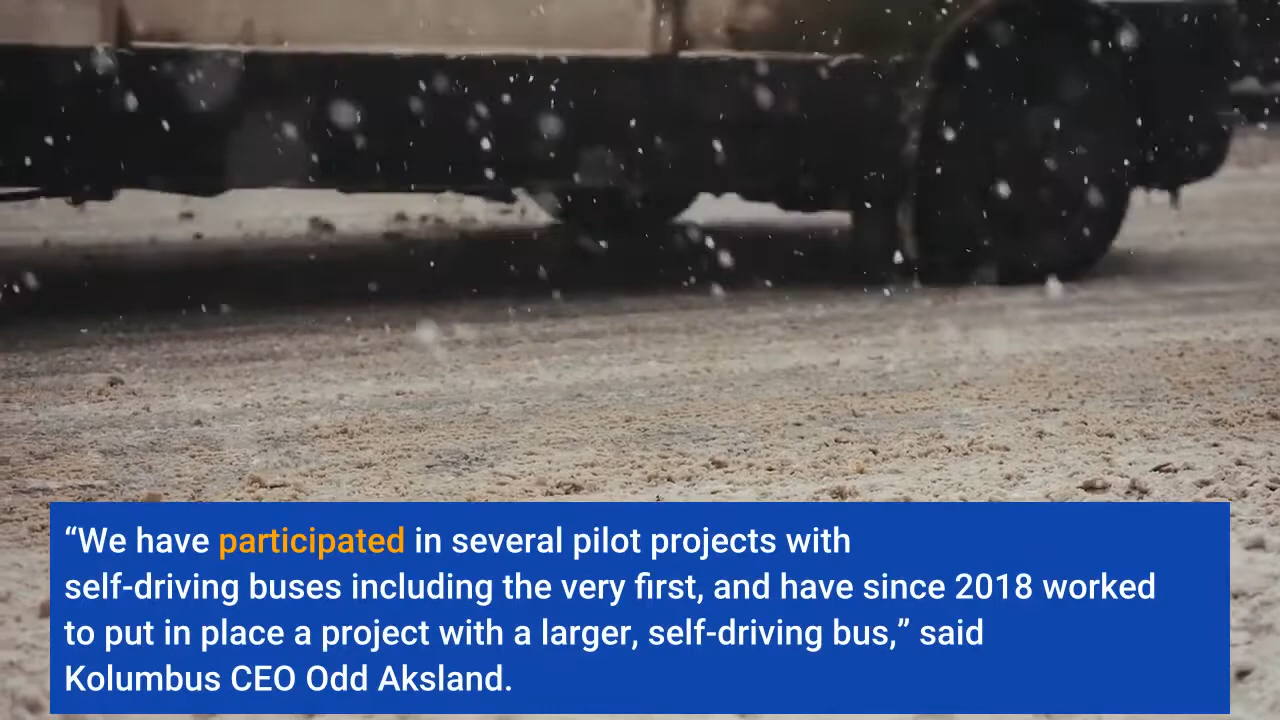 “We have participated in several pilot projects with
self-driving buses including the very first, and have since 2018 worked
to put in place a project with a larger, self-driving bus,” said
Kolumbus CEO Odd Aksland.